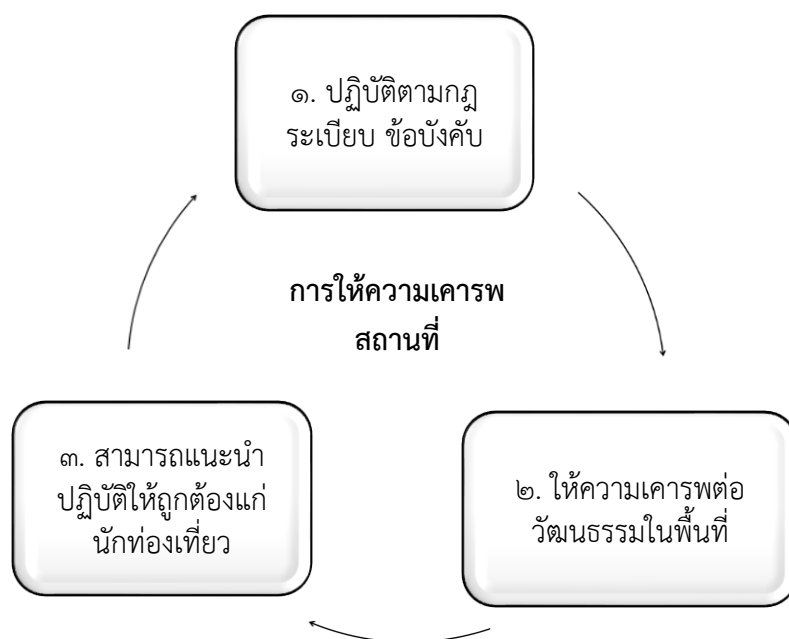 ๑. ปฏิบัติตามกฎ
ระเบียบ ข้อบังคับ
การให้ความเคารพ
สถานที่
๓. สามารถแนะนำ
ปฏิบัติให้ถูกต้องแก่
นักท่องเที่ยว
๒. ให้ความเคารพต่อ
วัฒนธรรมในพื้นที่